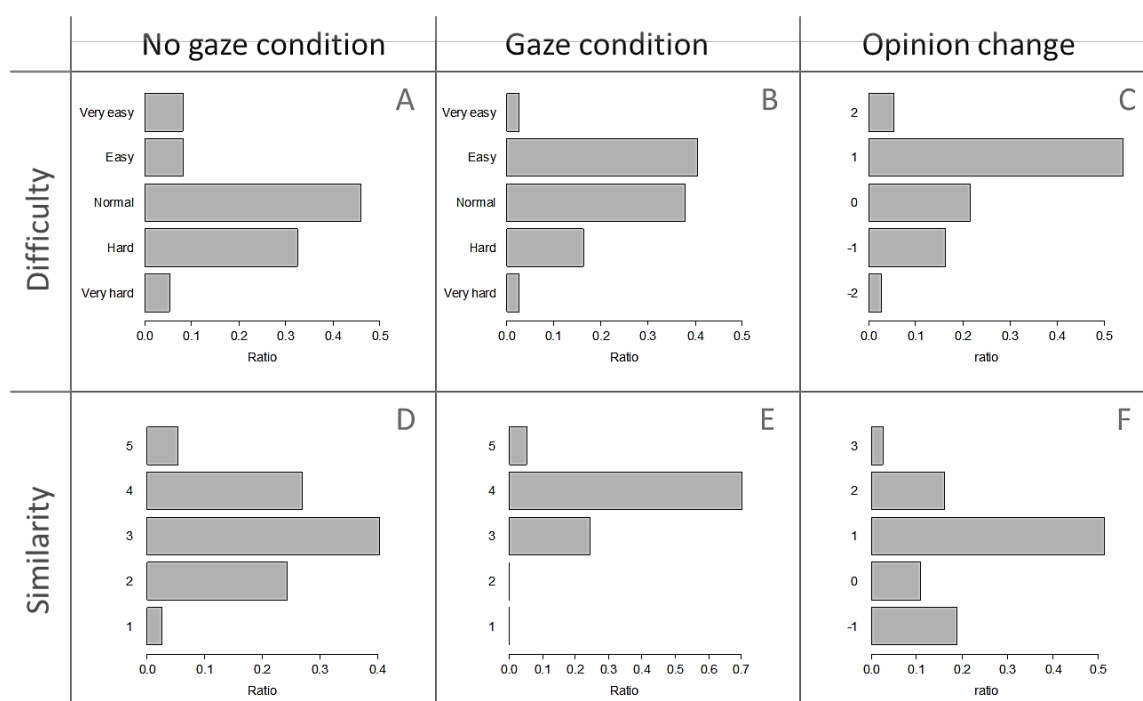 No gaze condition
Gaze condition
Opinion change
Difficulty
A
Very easy
Easy
Normal
Hard
Very hard
0.0 0.1 0.2 0.3 0.4 0.5
Ratio
B
Very easy
Easy
Normal
Hard
Very hard
0.0 0.1 0.2 0.3 0.4 0.5
Ratio
C
2
1
0
-1
-2
0.0 0.1 0.2 0.3 0.4 0.5
ratio
Similarity
D
5
4
3
2
1
0.0 0.1 0.2 0.3 0.4
Ratio
E
5
4
3
2
1
0.0 0.1 0.2 0.3 0.4 0.5 0.6 0.7
Ratio
F
3
2
1
0
-1
0.0 0.1 0.2 0.3 0.4 0.5
ratio